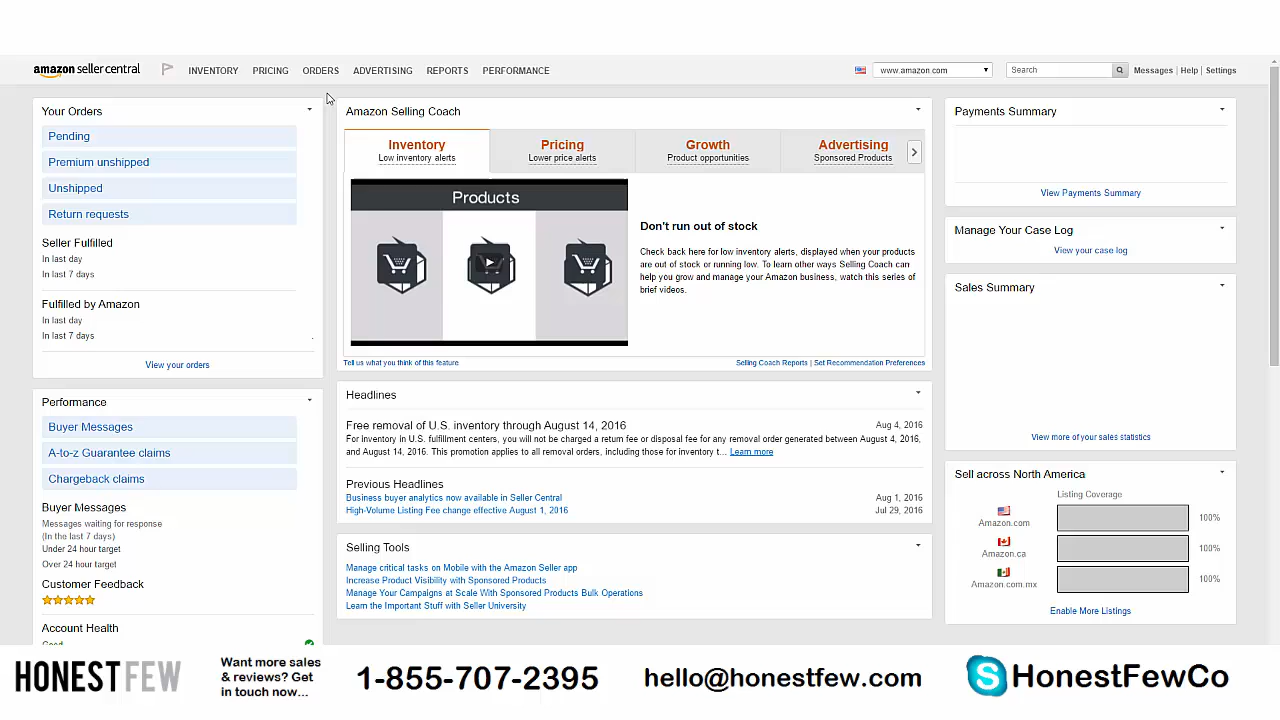 amazon seller central
INVENTORY PRICING ORDERS ADVERTISING REPORTS PERFORMANCE
www.amazon.com Search Messages | Help | Settings
Your Orders
Pending
Premium unshipped
Unshipped
Return requests
Seller Fulfilled
In last day
In last 7 days
Fulfilled by Amazon
In last day
In last 7 days
View your orders
Performance
Buyer Messages
A-to-z Guarantee claims
Chargeback claims
Buyer Messages
Messages waiting for response
(In the last 7 days)
Under 24 hour target
Over 24 hour target
Customer Feedback
Account Health
Good
Amazon Selling Coach
Inventory Pricing Growth Advertising
Low inventory alerts Lower price alerts Product opportunities Sponsored Products
Products
Don't run out of stock
Check back here for low inventory alerts, displayed when your products
are out of stock or running low. To learn other ways Selling Coach can
help you grow and manage your Amazon business, watch this series of
brief videos.
Tell us what you think of this feature Selling Coach Reports | Set Recommendation Preferences
Headlines
Free removal of U.S. inventory through August 14, 2016 Aug 4, 2016
For inventory in U.S. fulfillment centers, you will not be charged a return fee or disposal fee for any removal order generated between August 4, 2016,
and August 14, 2016. This promotion applies to all removal orders, including those for inventory t... Learn more
Previous Headlines
Business buyer analytics now available in Seller Central Aug 1, 2016
High-Volume Listing Fee change effective August 1, 2016 Jul 29, 2016
Selling Tools
Manage critical tasks on Mobile with the Amazon Seller app
Increase Product Visibility with Sponsored Products
Manage Your Campaigns at Scale With Sponsored Products Bulk Operations
Learn the Important Stuff with Seller University
Payments Summary
View Payments Summary
Manage Your Case Log
View your case log
Sales Summary
View more of your sales statistics
Sell across North America
Listing Coverage
Amazon.com 100%
Amazon.ca 100%
Amazon.com.mx 100%
Enable More Listings
HONESTFEW
Want more sales
& reviews? Get
in touch now...
1-855-707-2395
hello@honestfew.com
HonestFewCo